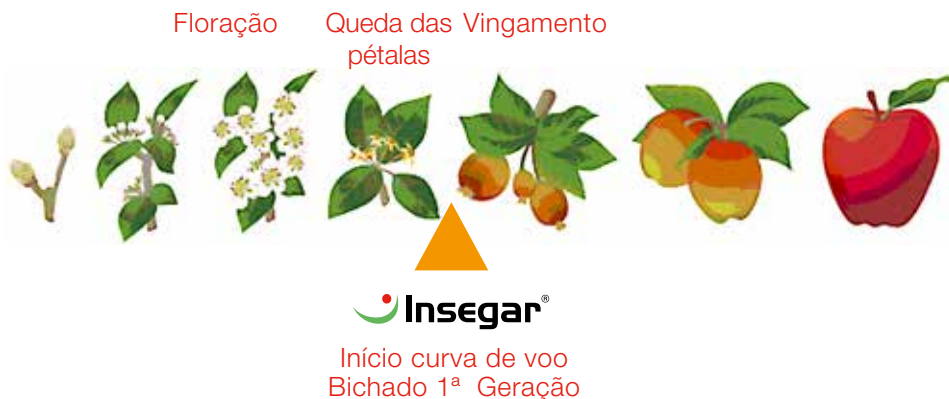 Floração
Queda das
pétalas
Vingamento
Insegar®
Início curva de voo
Bichado 1ª Geração